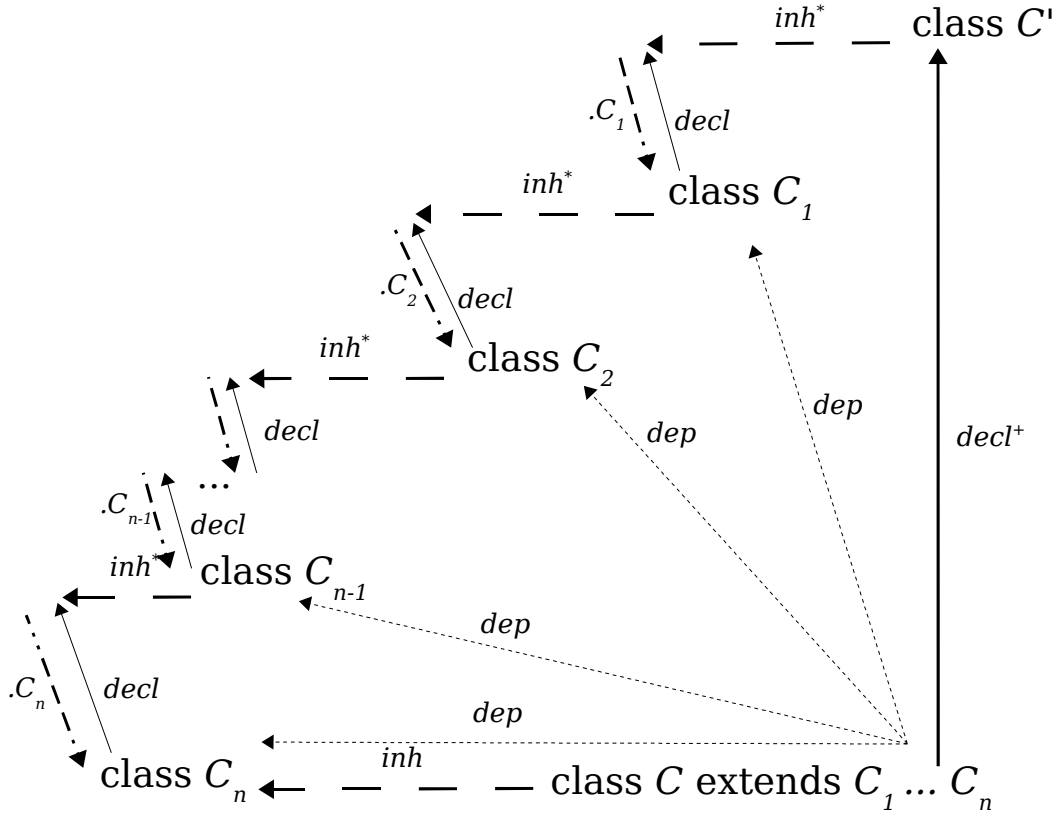 inh* class C'
.C₁ decl
inh* class C₁
.C₂ decl
inh* class C₂
decl dep dep decl⁺
...
.Cₙ₋₁ decl
inh* class Cₙ₋₁
dep
.Cₙ decl
dep
inh
class Cₙ class C extends C₁ ... Cₙ